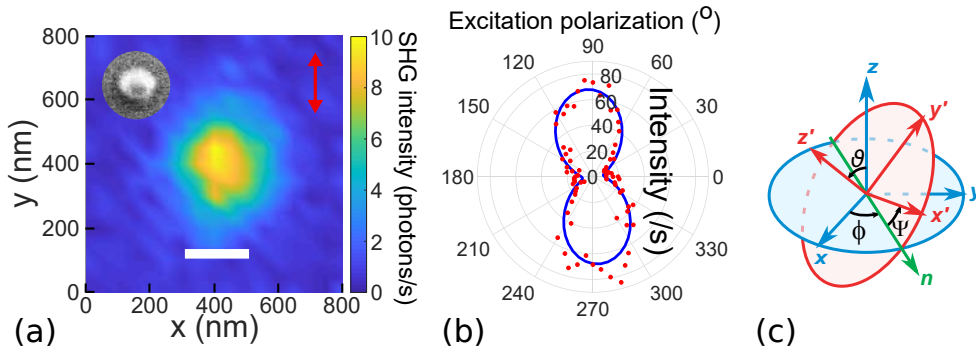 (a)
y (nm)
800
600
400
200
0
0 200 400 600 800
x (nm)
10
8
6
4
2
0
SHG intensity (photons/s)
(b)
Excitation polarization (°)
90
120 60
150 30
180 0
210 330
240 300
270
80
60
40
20
0
Intensity (/s)
(c)
z
y'
z'
ϑ
y
x'
Ψ
ϕ
x
n